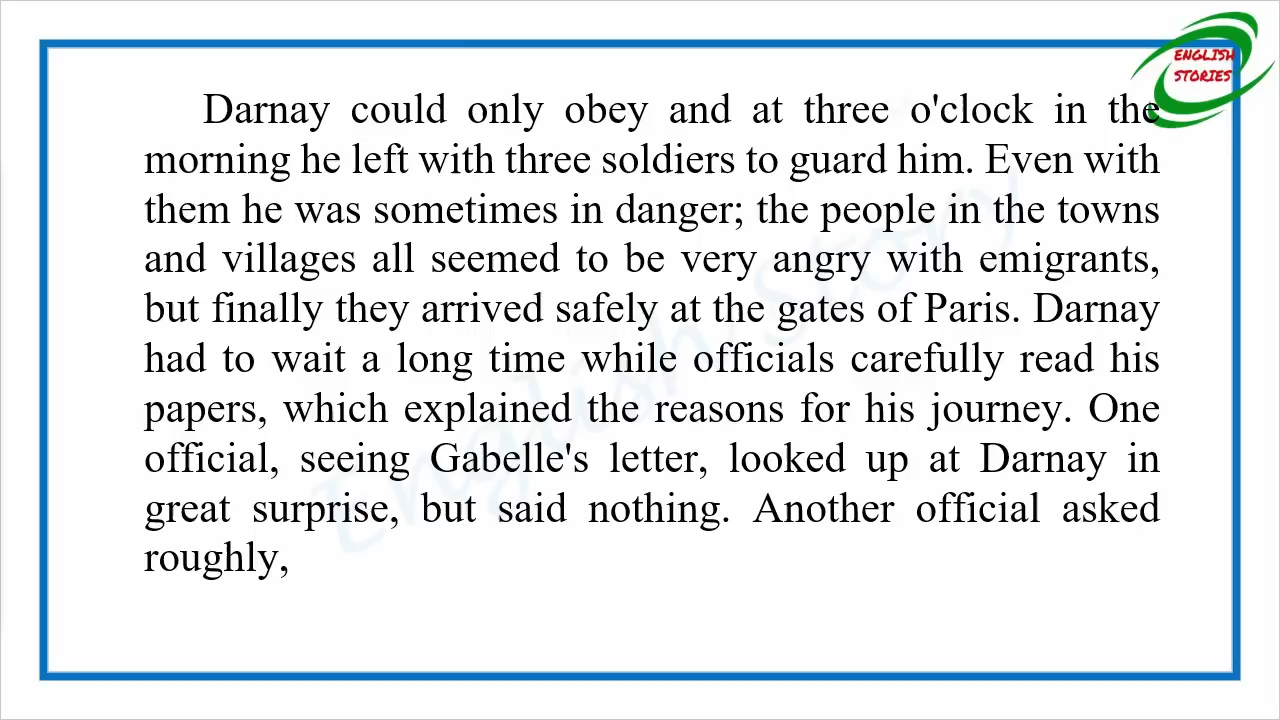 ENGLISH
STORIES
Darnay could only obey and at three o'clock in the
morning he left with three soldiers to guard him. Even with
them he was sometimes in danger; the people in the towns
and villages all seemed to be very angry with emigrants,
but finally they arrived safely at the gates of Paris. Darnay
had to wait a long time while officials carefully read his
papers, which explained the reasons for his journey. One
official, seeing Gabelle's letter, looked up at Darnay in
great surprise, but said nothing. Another official asked
roughly,
English Story